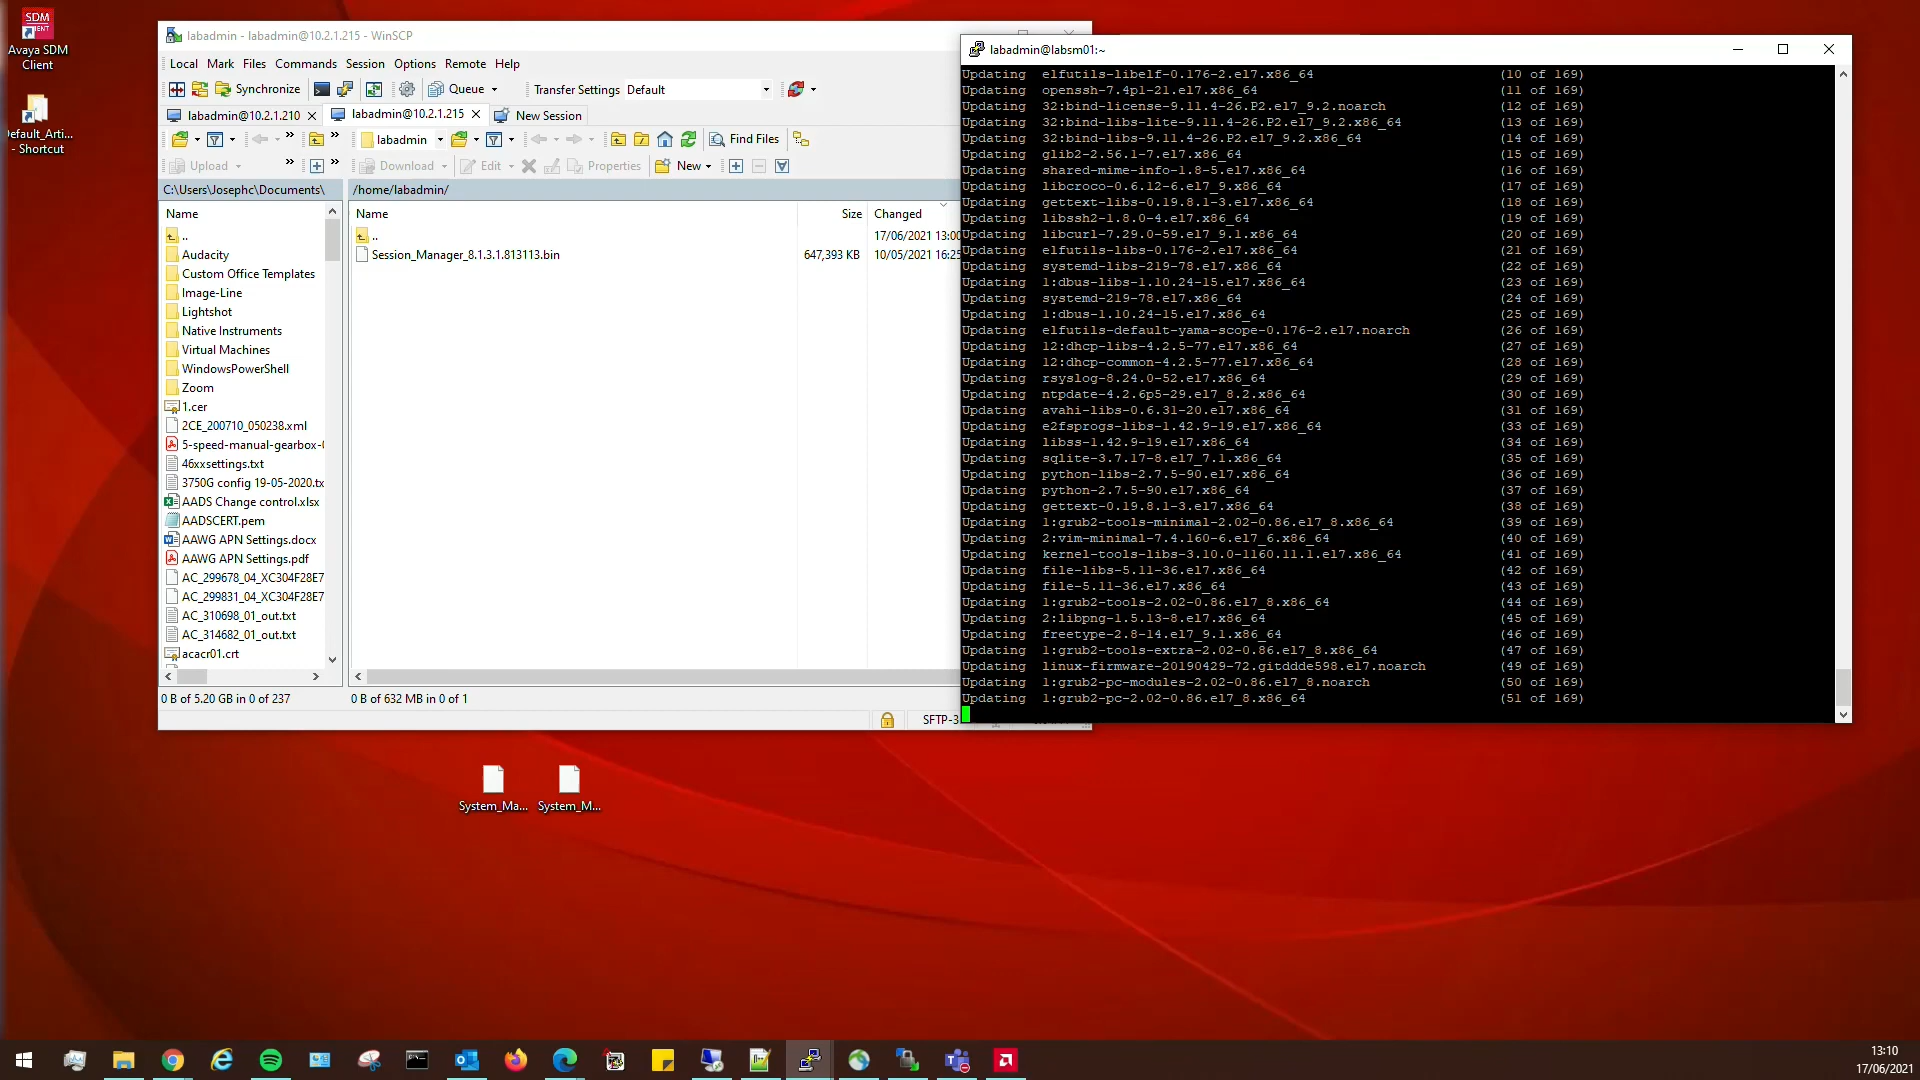 SDM
CLIENT
Avaya SDM
Client
Default_Arti...
- Shortcut
labadmin - labadmin@10.2.1.215 - WinSCP
Local Mark Files Commands Session Options Remote Help
Synchronize Queue Transfer Settings Default
labadmin@10.2.1.210 labadmin@10.2.1.215 New Session
labadmin Find Files
Upload Download Edit Properties New
C:\Users\Josephc\Documents\ /home/labadmin/
Name
..
Audacity
Custom Office Templates
Image-Line
Lightshot
Native Instruments
Virtual Machines
WindowsPowerShell
Zoom
1.cer
2CE_200710_050238.xml
5-speed-manual-gearbox-
46xxsettings.txt
3750G config 19-05-2020.tx
AADS Change control.xlsx
AADSCERT.pem
AAWG APN Settings.docx
AAWG APN Settings.pdf
AC_299678_04_XC304F28E7
AC_299831_04_XC304F28E7
AC_310698_01_out.txt
AC_314682_01_out.txt
acacr01.crt
0 B of 5.20 GB in 0 of 237
Name Size Changed
.. 17/06/2021 13:00
Session_Manager_8.1.3.1.813113.bin 647,393 KB 10/05/2021 16:25
0 B of 632 MB in 0 of 1
SFTP-3
labadmin@labsm01:~
Updating elfutils-libelf-0.176-2.el7.x86_64 (10 of 169)
Updating openssh-7.4p1-21.el7.x86_64 (11 of 169)
Updating 32:bind-license-9.11.4-26.P2.el7_9.2.noarch (12 of 169)
Updating 32:bind-libs-lite-9.11.4-26.P2.el7_9.2.x86_64 (13 of 169)
Updating 32:bind-libs-9.11.4-26.P2.el7_9.2.x86_64 (14 of 169)
Updating glib2-2.56.1-7.el7.x86_64 (15 of 169)
Updating shared-mime-info-1.8-5.el7.x86_64 (16 of 169)
Updating libcroco-0.6.12-6.el7_9.x86_64 (17 of 169)
Updating gettext-libs-0.19.8.1-3.el7.x86_64 (18 of 169)
Updating libssh2-1.8.0-4.el7.x86_64 (19 of 169)
Updating libcurl-7.29.0-59.el7_9.1.x86_64 (20 of 169)
Updating elfutils-libs-0.176-2.el7.x86_64 (21 of 169)
Updating systemd-libs-219-78.el7.x86_64 (22 of 169)
Updating 1:dbus-libs-1.10.24-15.el7.x86_64 (23 of 169)
Updating systemd-219-78.el7.x86_64 (24 of 169)
Updating 1:dbus-1.10.24-15.el7.x86_64 (25 of 169)
Updating elfutils-default-yama-scope-0.176-2.el7.noarch (26 of 169)
Updating 12:dhcp-libs-4.2.5-77.el7.x86_64 (27 of 169)
Updating 12:dhcp-common-4.2.5-77.el7.x86_64 (28 of 169)
Updating rsyslog-8.24.0-52.el7.x86_64 (29 of 169)
Updating ntpdate-4.2.6p5-29.el7_8.2.x86_64 (30 of 169)
Updating avahi-libs-0.6.31-20.el7.x86_64 (31 of 169)
Updating e2fsprogs-libs-1.42.9-19.el7.x86_64 (33 of 169)
Updating libss-1.42.9-19.el7.x86_64 (34 of 169)
Updating sqlite-3.7.17-8.el7_7.1.x86_64 (35 of 169)
Updating python-libs-2.7.5-90.el7.x86_64 (36 of 169)
Updating python-2.7.5-90.el7.x86_64 (37 of 169)
Updating gettext-0.19.8.1-3.el7.x86_64 (38 of 169)
Updating 1:grub2-tools-minimal-2.02-0.86.el7_8.x86_64 (39 of 169)
Updating 2:vim-minimal-7.4.160-6.el7_6.x86_64 (40 of 169)
Updating kernel-tools-libs-3.10.0-1160.11.1.el7.x86_64 (41 of 169)
Updating file-libs-5.11-36.el7.x86_64 (42 of 169)
Updating file-5.11-36.el7.x86_64 (43 of 169)
Updating 1:grub2-tools-2.02-0.86.el7_8.x86_64 (44 of 169)
Updating 2:libpng-1.5.13-8.el7.x86_64 (45 of 169)
Updating freetype-2.8-14.el7_9.1.x86_64 (46 of 169)
Updating 1:grub2-tools-extra-2.02-0.86.el7_8.x86_64 (47 of 169)
Updating linux-firmware-20190429-72.gitddde598.el7.noarch (49 of 169)
Updating 1:grub2-pc-modules-2.02-0.86.el7_8.noarch (50 of 169)
Updating 1:grub2-pc-2.02-0.86.el7_8.x86_64 (51 of 169)
System_Ma... System_M...
13:10
17/06/2021